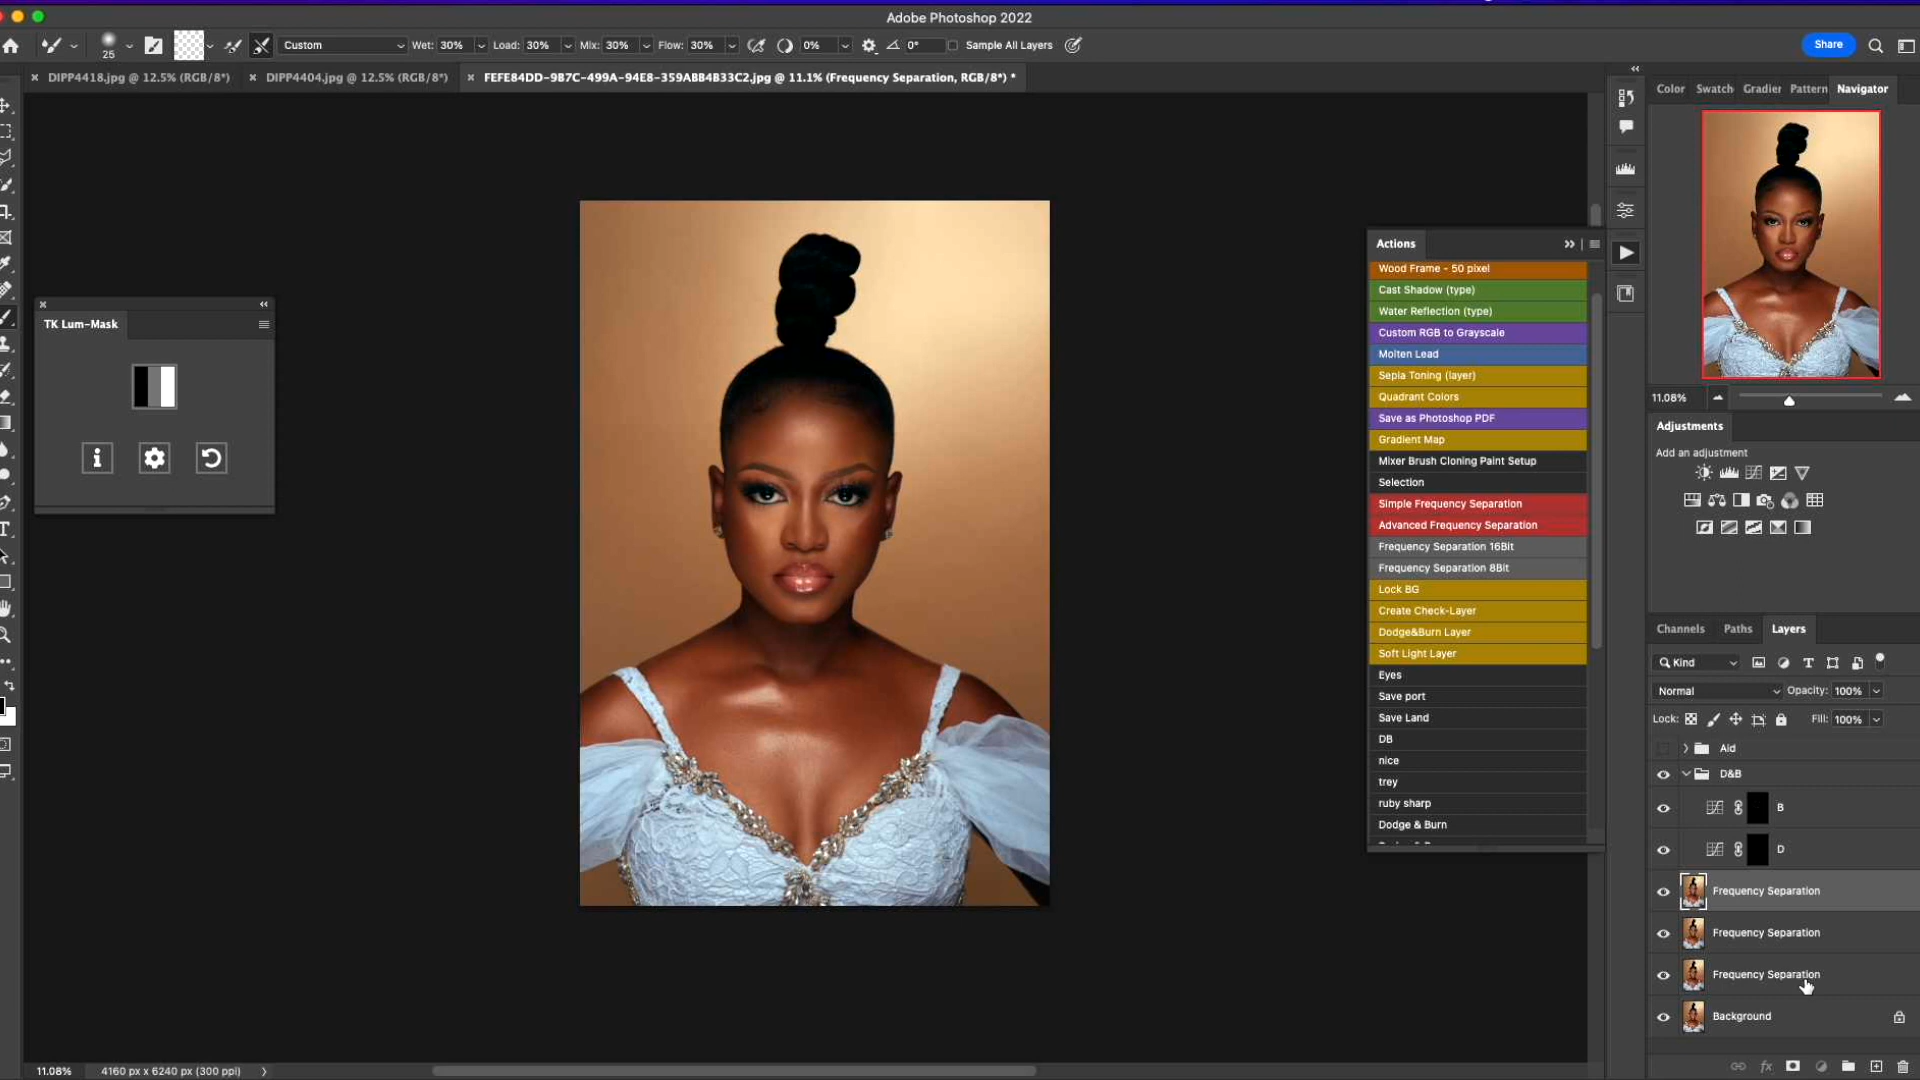 Adobe Photoshop 2022
25
Custom
Wet: 30%
Load: 30%
Mix: 30%
Flow: 30%
0%
0°
Sample All Layers
Share
DIPP4418.jpg @ 12.5% (RGB/8*)
DIPP4404.jpg @ 12.5% (RGB/8*)
FEFE84DD-9B7C-499A-94E8-359ABB4B33C2.jpg @ 11.1% (Frequency Separation, RGB/8*) *
TK Lum-Mask
Actions
Wood Frame - 50 pixel
Cast Shadow (type)
Water Reflection (type)
Custom RGB to Grayscale
Molten Lead
Sepia Toning (layer)
Quadrant Colors
Save as Photoshop PDF
Gradient Map
Mixer Brush Cloning Paint Setup
Selection
Simple Frequency Separation
Advanced Frequency Separation
Frequency Separation 16Bit
Frequency Separation 8Bit
Lock BG
Create Check-Layer
Dodge&Burn Layer
Soft Light Layer
Eyes
Save port
Save Land
DB
nice
trey
ruby sharp
Dodge & Burn
Color
Swatch
Gradier
Pattern
Navigator
11.08%
Adjustments
Add an adjustment
Channels
Paths
Layers
Kind
Normal
Opacity: 100%
Lock:
Fill: 100%
Aid
D&B
B
D
Frequency Separation
Frequency Separation
Frequency Separation
Background
11.08%
4160 px x 6240 px (300 ppi)